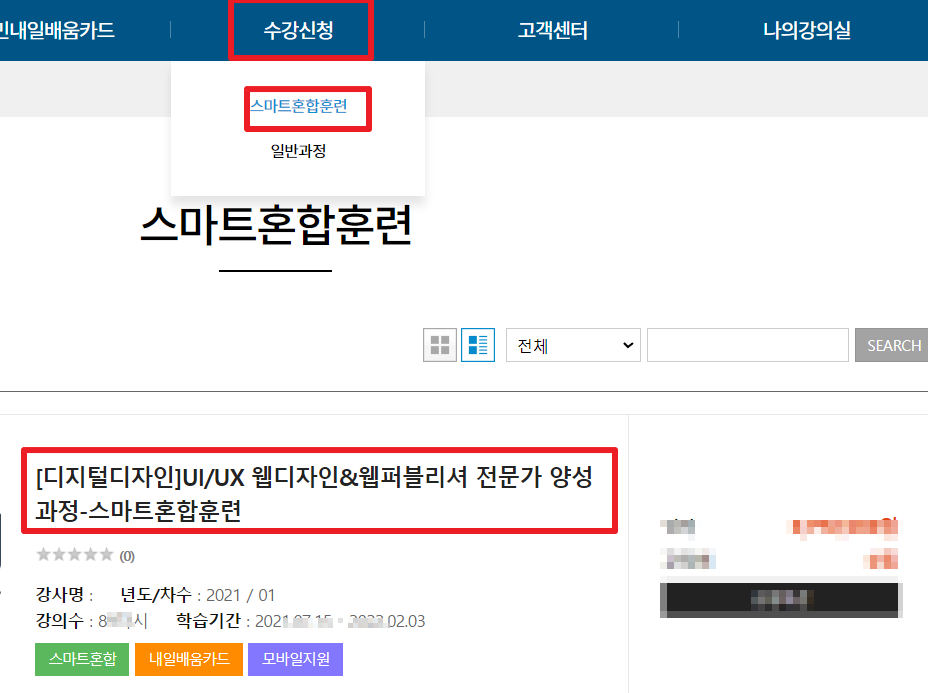 민내일배움카드 수강신청 고객센터 나의강의실
스마트혼합훈련
일반과정
스마트혼합훈련
전체 SEARCH
[디지털디자인]UI/UX 웹디자인&웹퍼블리셔 전문가 양성
과정-스마트혼합훈련
★★★★★ (0)
강사명 : 년도/차수 : 2021 / 01
강의수 : 시 학습기간 : 02.03
스마트혼합 내일배움카드 모바일지원